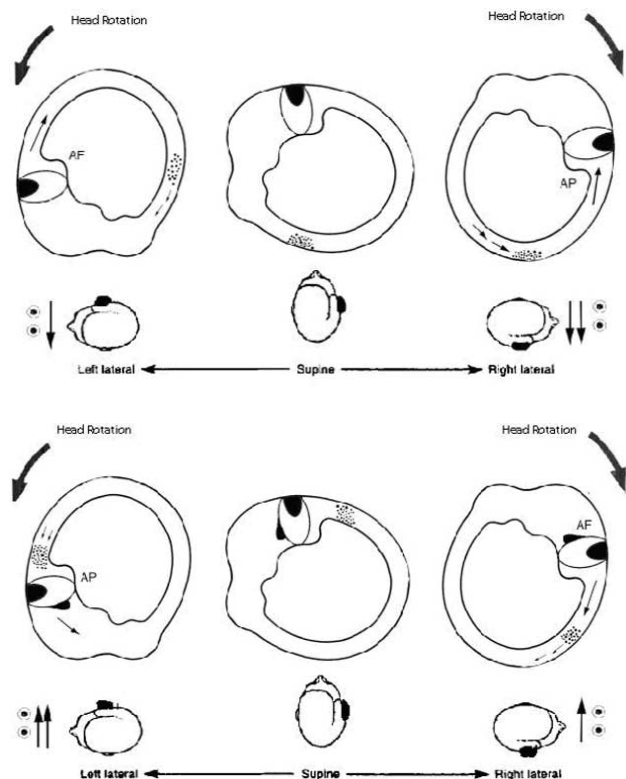 Head Rotation
Head Rotation
AF
AP
Left lateral
Supine
Right lateral
Head Rotation
Head Rotation
AP
AF
Left lateral
Supine
Right lateral